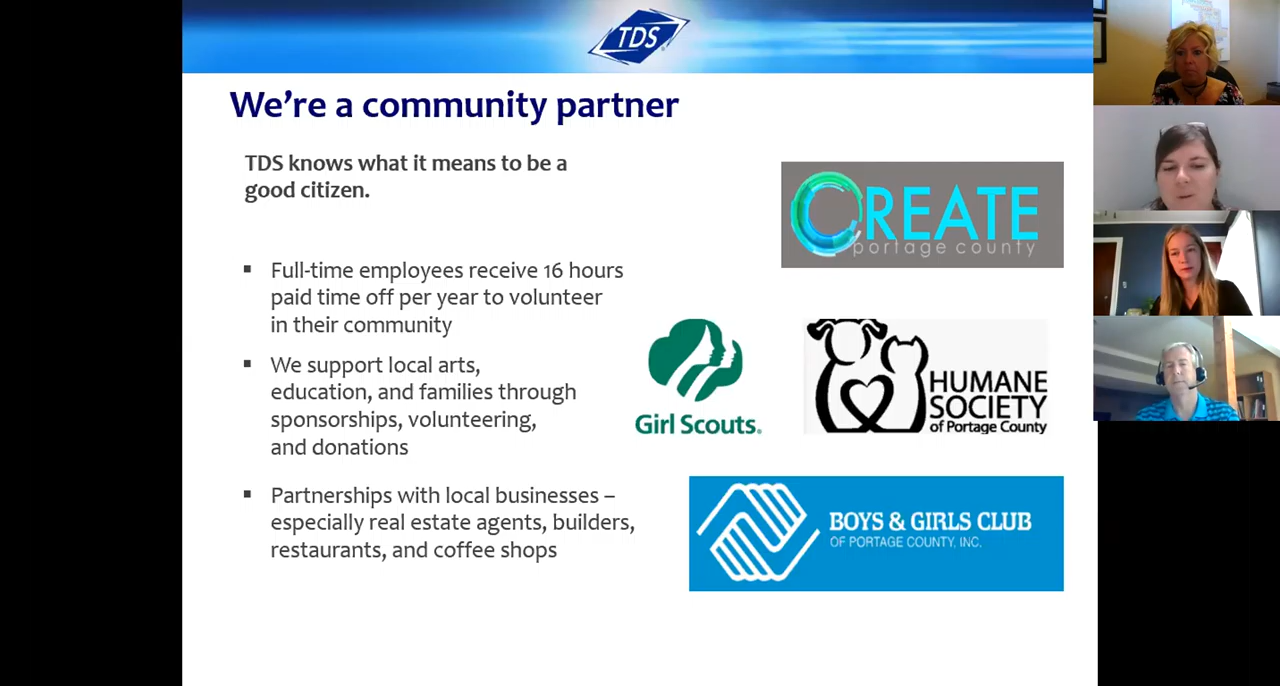 TDS
We're a community partner
TDS knows what it means to be a
good citizen.
▪ Full-time employees receive 16 hours
paid time off per year to volunteer
in their community
▪ We support local arts,
education, and families through
sponsorships, volunteering,
and donations
▪ Partnerships with local businesses –
especially real estate agents, builders,
restaurants, and coffee shops
CREATE
portage county
Girl Scouts.
HUMANE
SOCIETY
of Portage County
BOYS & GIRLS CLUB
OF PORTAGE COUNTY, INC.